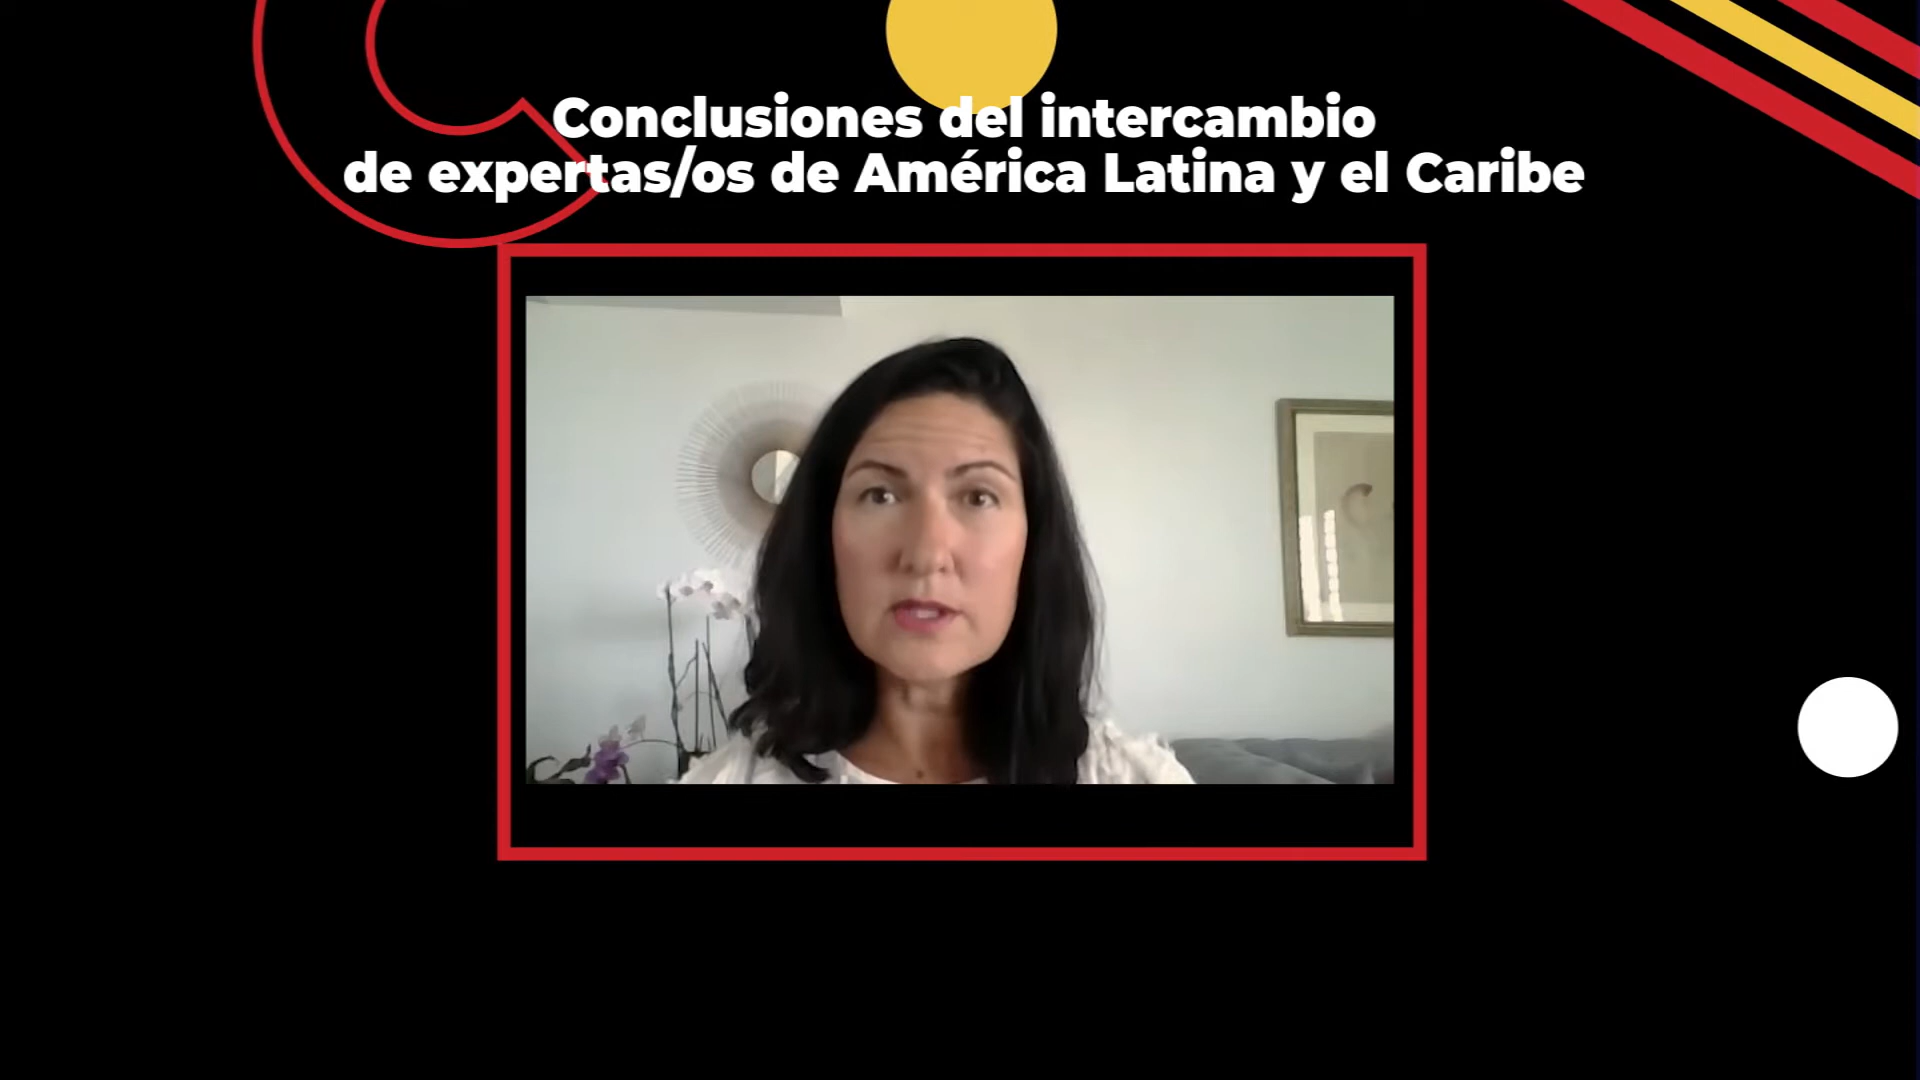 Conclusiones del intercambio
de expertas/os de América Latina y el Caribe